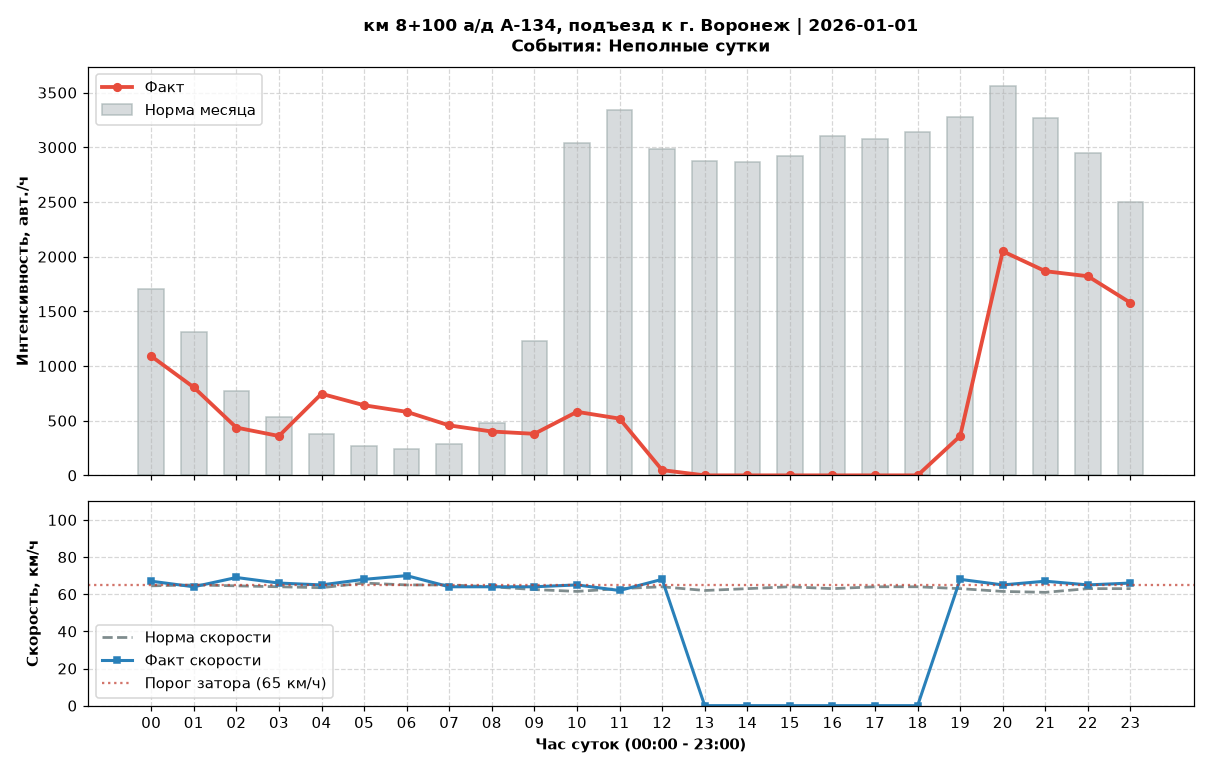 км 8+100 а/д А-134, подъезд к г. Воронеж | 2026-01-01
События: Неполные сутки
Интенсивность, авт./ч
3500
3000
2500
2000
1500
1000
500
0
Факт
Норма месяца
Скорость, км/ч
100
80
60
40
20
0
Норма скорости
Факт скорости
Порог затора (65 км/ч)
00 01 02 03 04 05 06 07 08 09 10 11 12 13 14 15 16 17 18 19 20 21 22 23
Час суток (00:00 - 23:00)